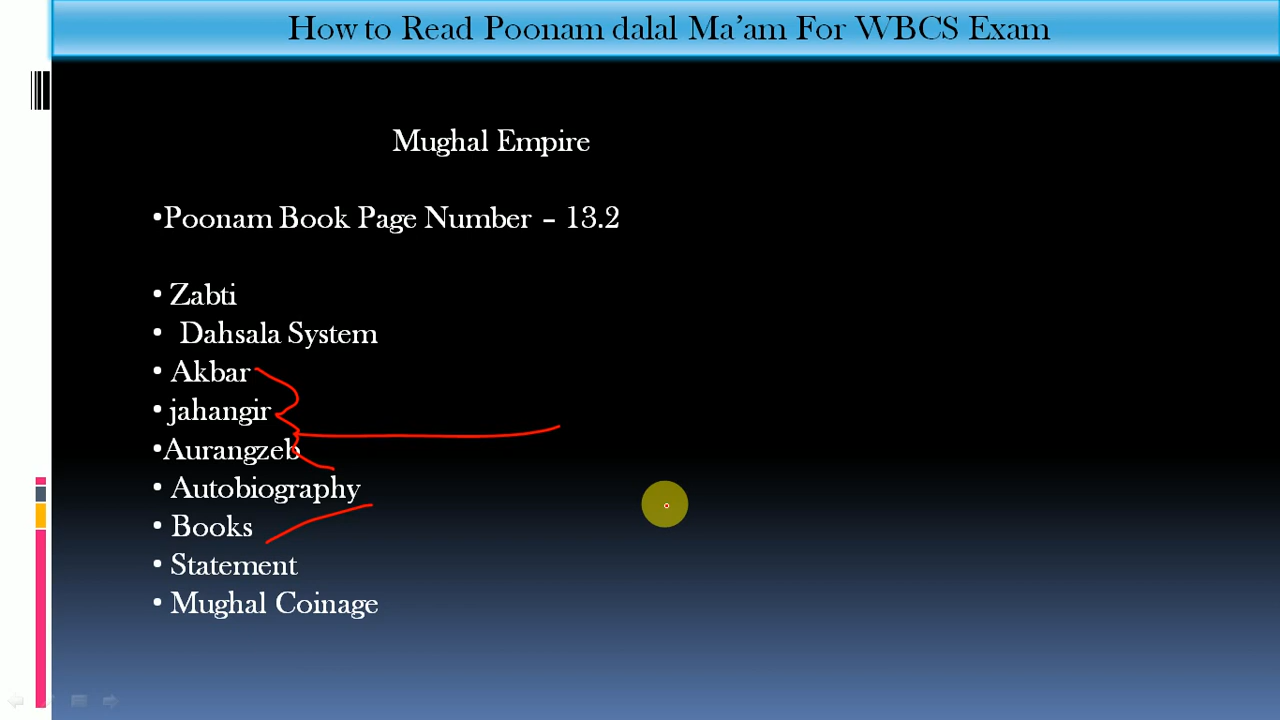 How to Read Poonam dalal Ma’am For WBCS Exam
Mughal Empire
•Poonam Book Page Number – 13.2
• Zabti
• Dahsala System
• Akbar
• jahangir
•Aurangzeb
• Autobiography
• Books
• Statement
• Mughal Coinage